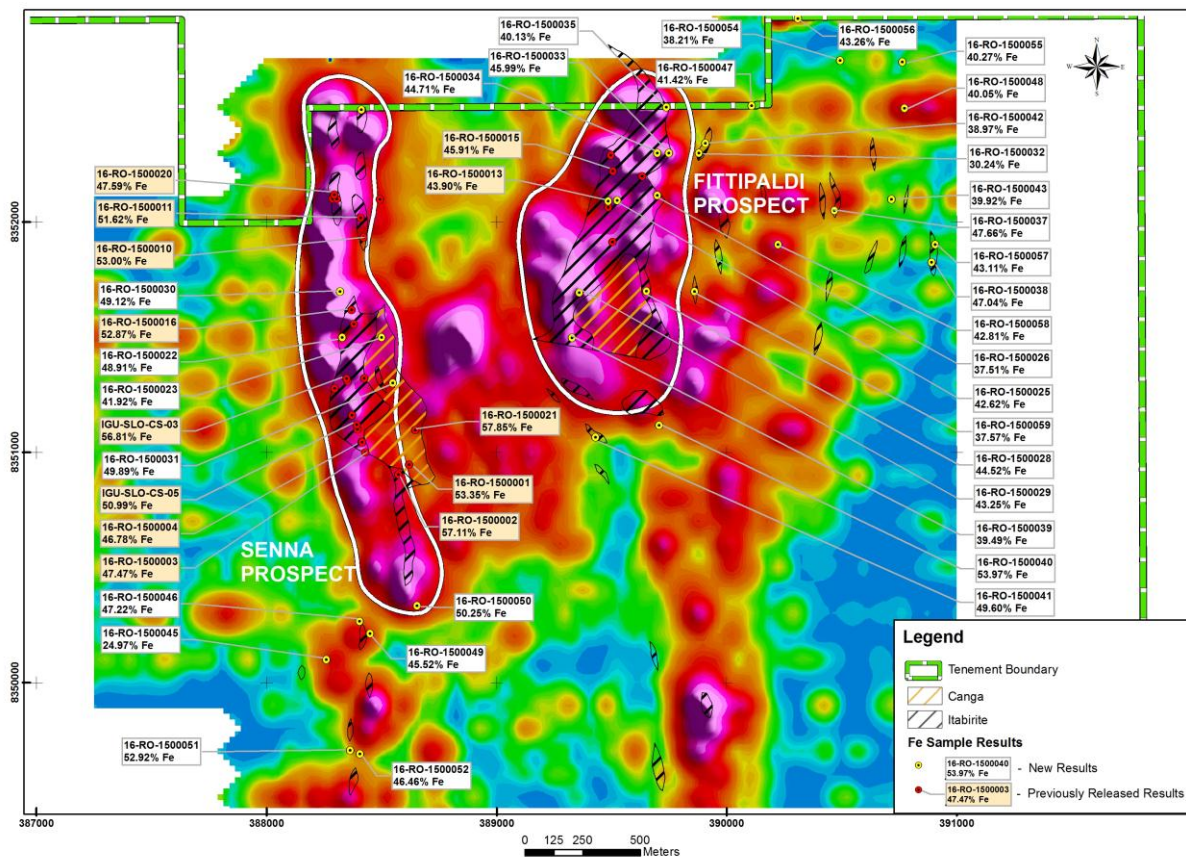 16-RO-1500035
40.13% Fe
16-RO-1500033
45.99% Fe
16-RO-1500034
44.71% Fe
16-RO-1500047
41.42% Fe
16-RO-1500054
38.21% Fe
16-RO-1500056
43.26% Fe
16-RO-1500055
40.27% Fe
16-RO-1500048
40.05% Fe
16-RO-1500042
38.97% Fe
16-RO-1500032
30.24% Fe
16-RO-1500043
39.92% Fe
16-RO-1500037
47.66% Fe
16-RO-1500057
43.11% Fe
16-RO-1500038
47.04% Fe
16-RO-1500058
42.81% Fe
16-RO-1500026
37.51% Fe
16-RO-1500025
42.62% Fe
16-RO-1500059
37.57% Fe
16-RO-1500028
44.52% Fe
16-RO-1500029
43.25% Fe
16-RO-1500039
39.49% Fe
16-RO-1500040
53.97% Fe
16-RO-1500041
49.60% Fe
N
W
E
S
16-RO-1500015
45.91% Fe
16-RO-1500013
43.90% Fe
FITTIPALDI
PROSPECT
16-RO-1500020
47.59% Fe
16-RO-1500011
51.62% Fe
16-RO-1500010
53.00% Fe
16-RO-1500030
49.12% Fe
16-RO-1500016
52.87% Fe
16-RO-1500022
48.91% Fe
16-RO-1500023
41.92% Fe
IGU-SLO-CS-03
56.81% Fe
16-RO-1500031
49.89% Fe
IGU-SLO-CS-05
50.99% Fe
16-RO-1500004
46.78% Fe
16-RO-1500003
47.47% Fe
16-RO-1500046
47.22% Fe
16-RO-1500045
24.97% Fe
16-RO-1500021
57.85% Fe
16-RO-1500001
53.35% Fe
16-RO-1500002
57.11% Fe
SENNA
PROSPECT
16-RO-1500050
50.25% Fe
16-RO-1500049
45.52% Fe
16-RO-1500051
52.92% Fe
16-RO-1500052
46.46% Fe
8352000
8351000
8350000
387000
388000
389000
390000
391000
0 125 250 500
Meters
Legend
Tenement Boundary
Canga
Itabirite
Fe Sample Results
16-RO-1500040
53.97% Fe
- New Results
16-RO-1500003
47.47% Fe
- Previously Released Results